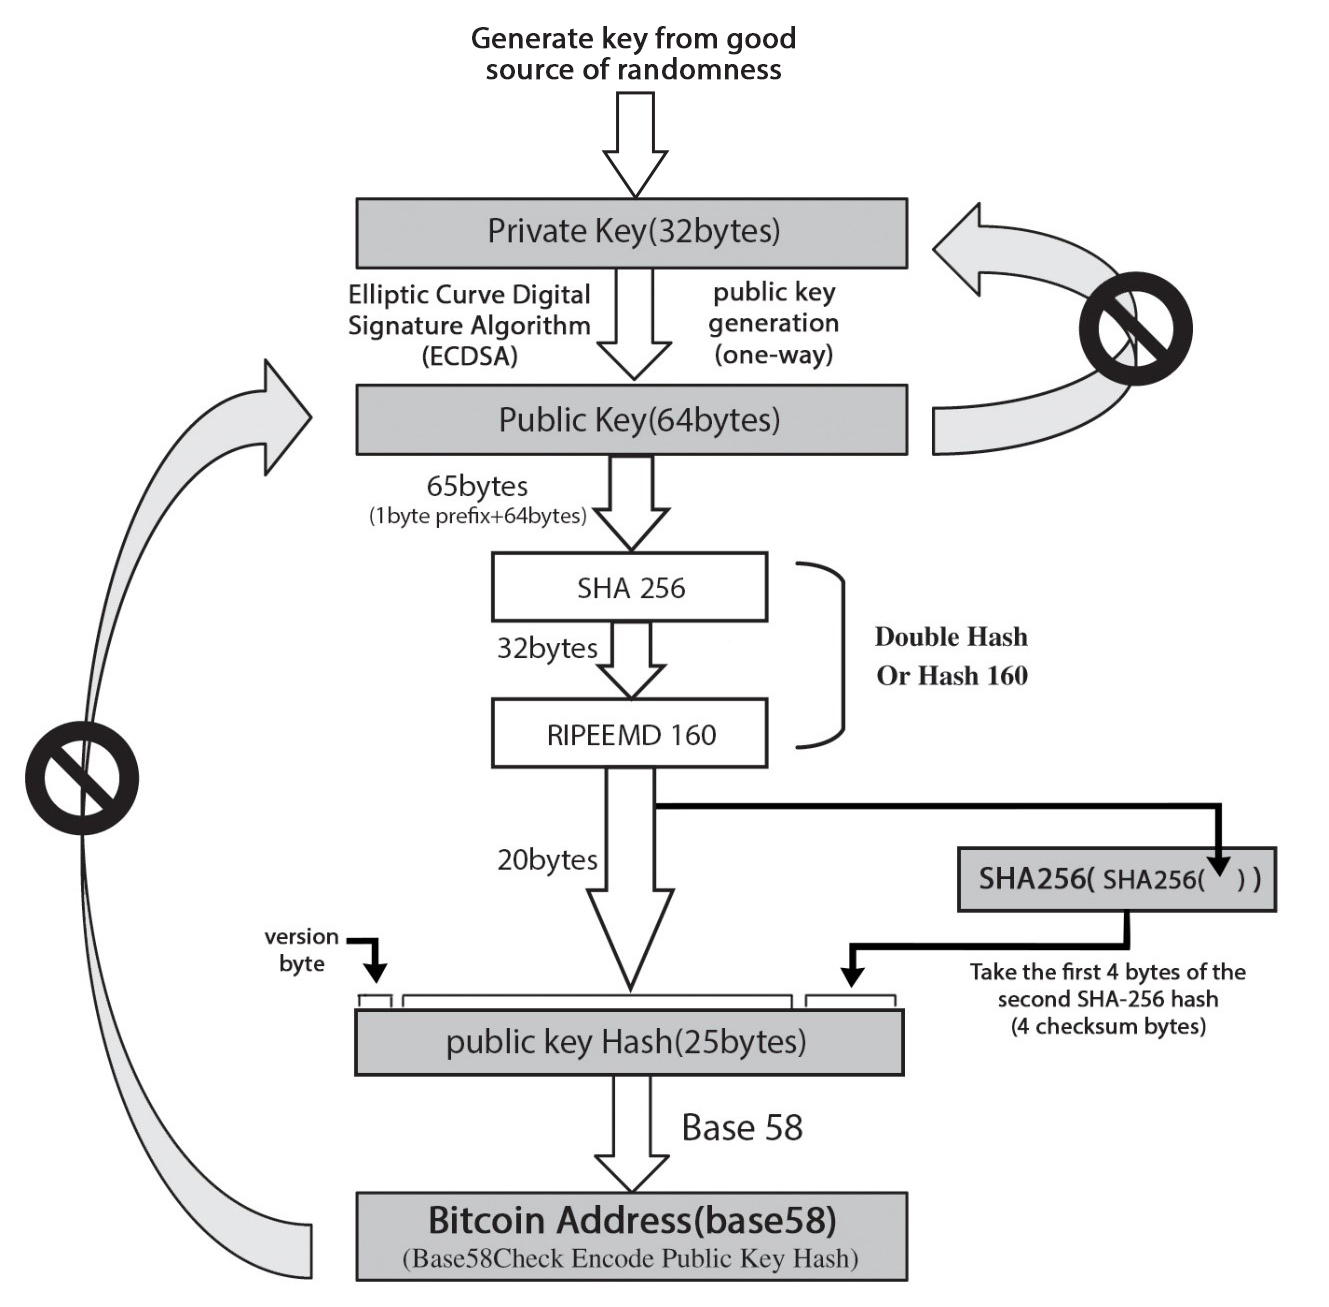 Generate key from good
source of randomness
Private Key(32bytes)
Elliptic Curve Digital
Signature Algorithm
(ECDSA)
public key
generation
(one-way)
Public Key(64bytes)
65bytes
(1byte prefix+64bytes)
SHA 256
32bytes
RIPEEMD 160
Double Hash
Or Hash 160
20bytes
SHA256( SHA256( ) )
version
byte
Take the first 4 bytes of the
second SHA-256 hash
(4 checksum bytes)
public key Hash(25bytes)
Base 58
Bitcoin Address(base58)
(Base58Check Encode Public Key Hash)